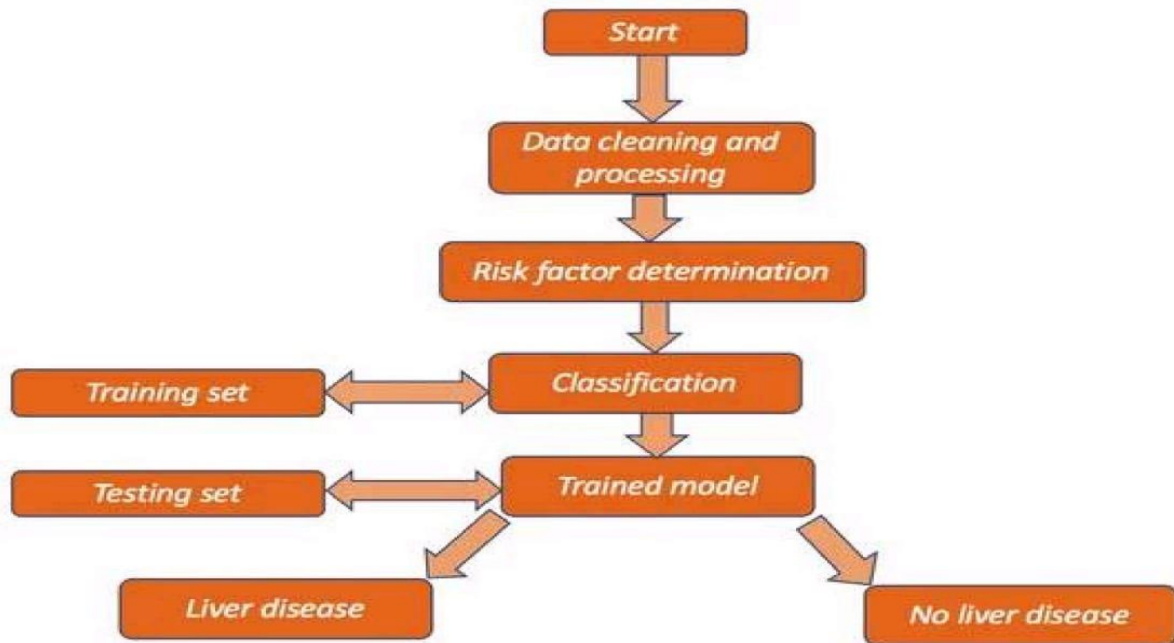 Start
Data cleaning and
processing
Risk factor determination
Training set
Classification
Testing set
Trained model
Liver disease
No liver disease